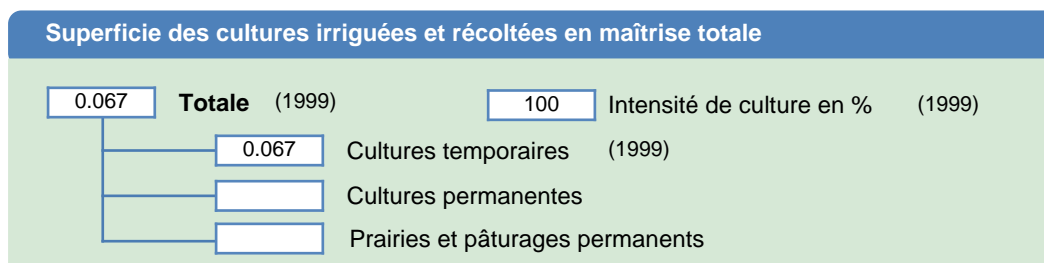 Superficie des cultures irriguées et récoltées en maîtrise totale
0.067 Totale (1999) 100 Intensité de culture en % (1999)
0.067 Cultures temporaires (1999)
Cultures permanentes
Prairies et pâturages permanents